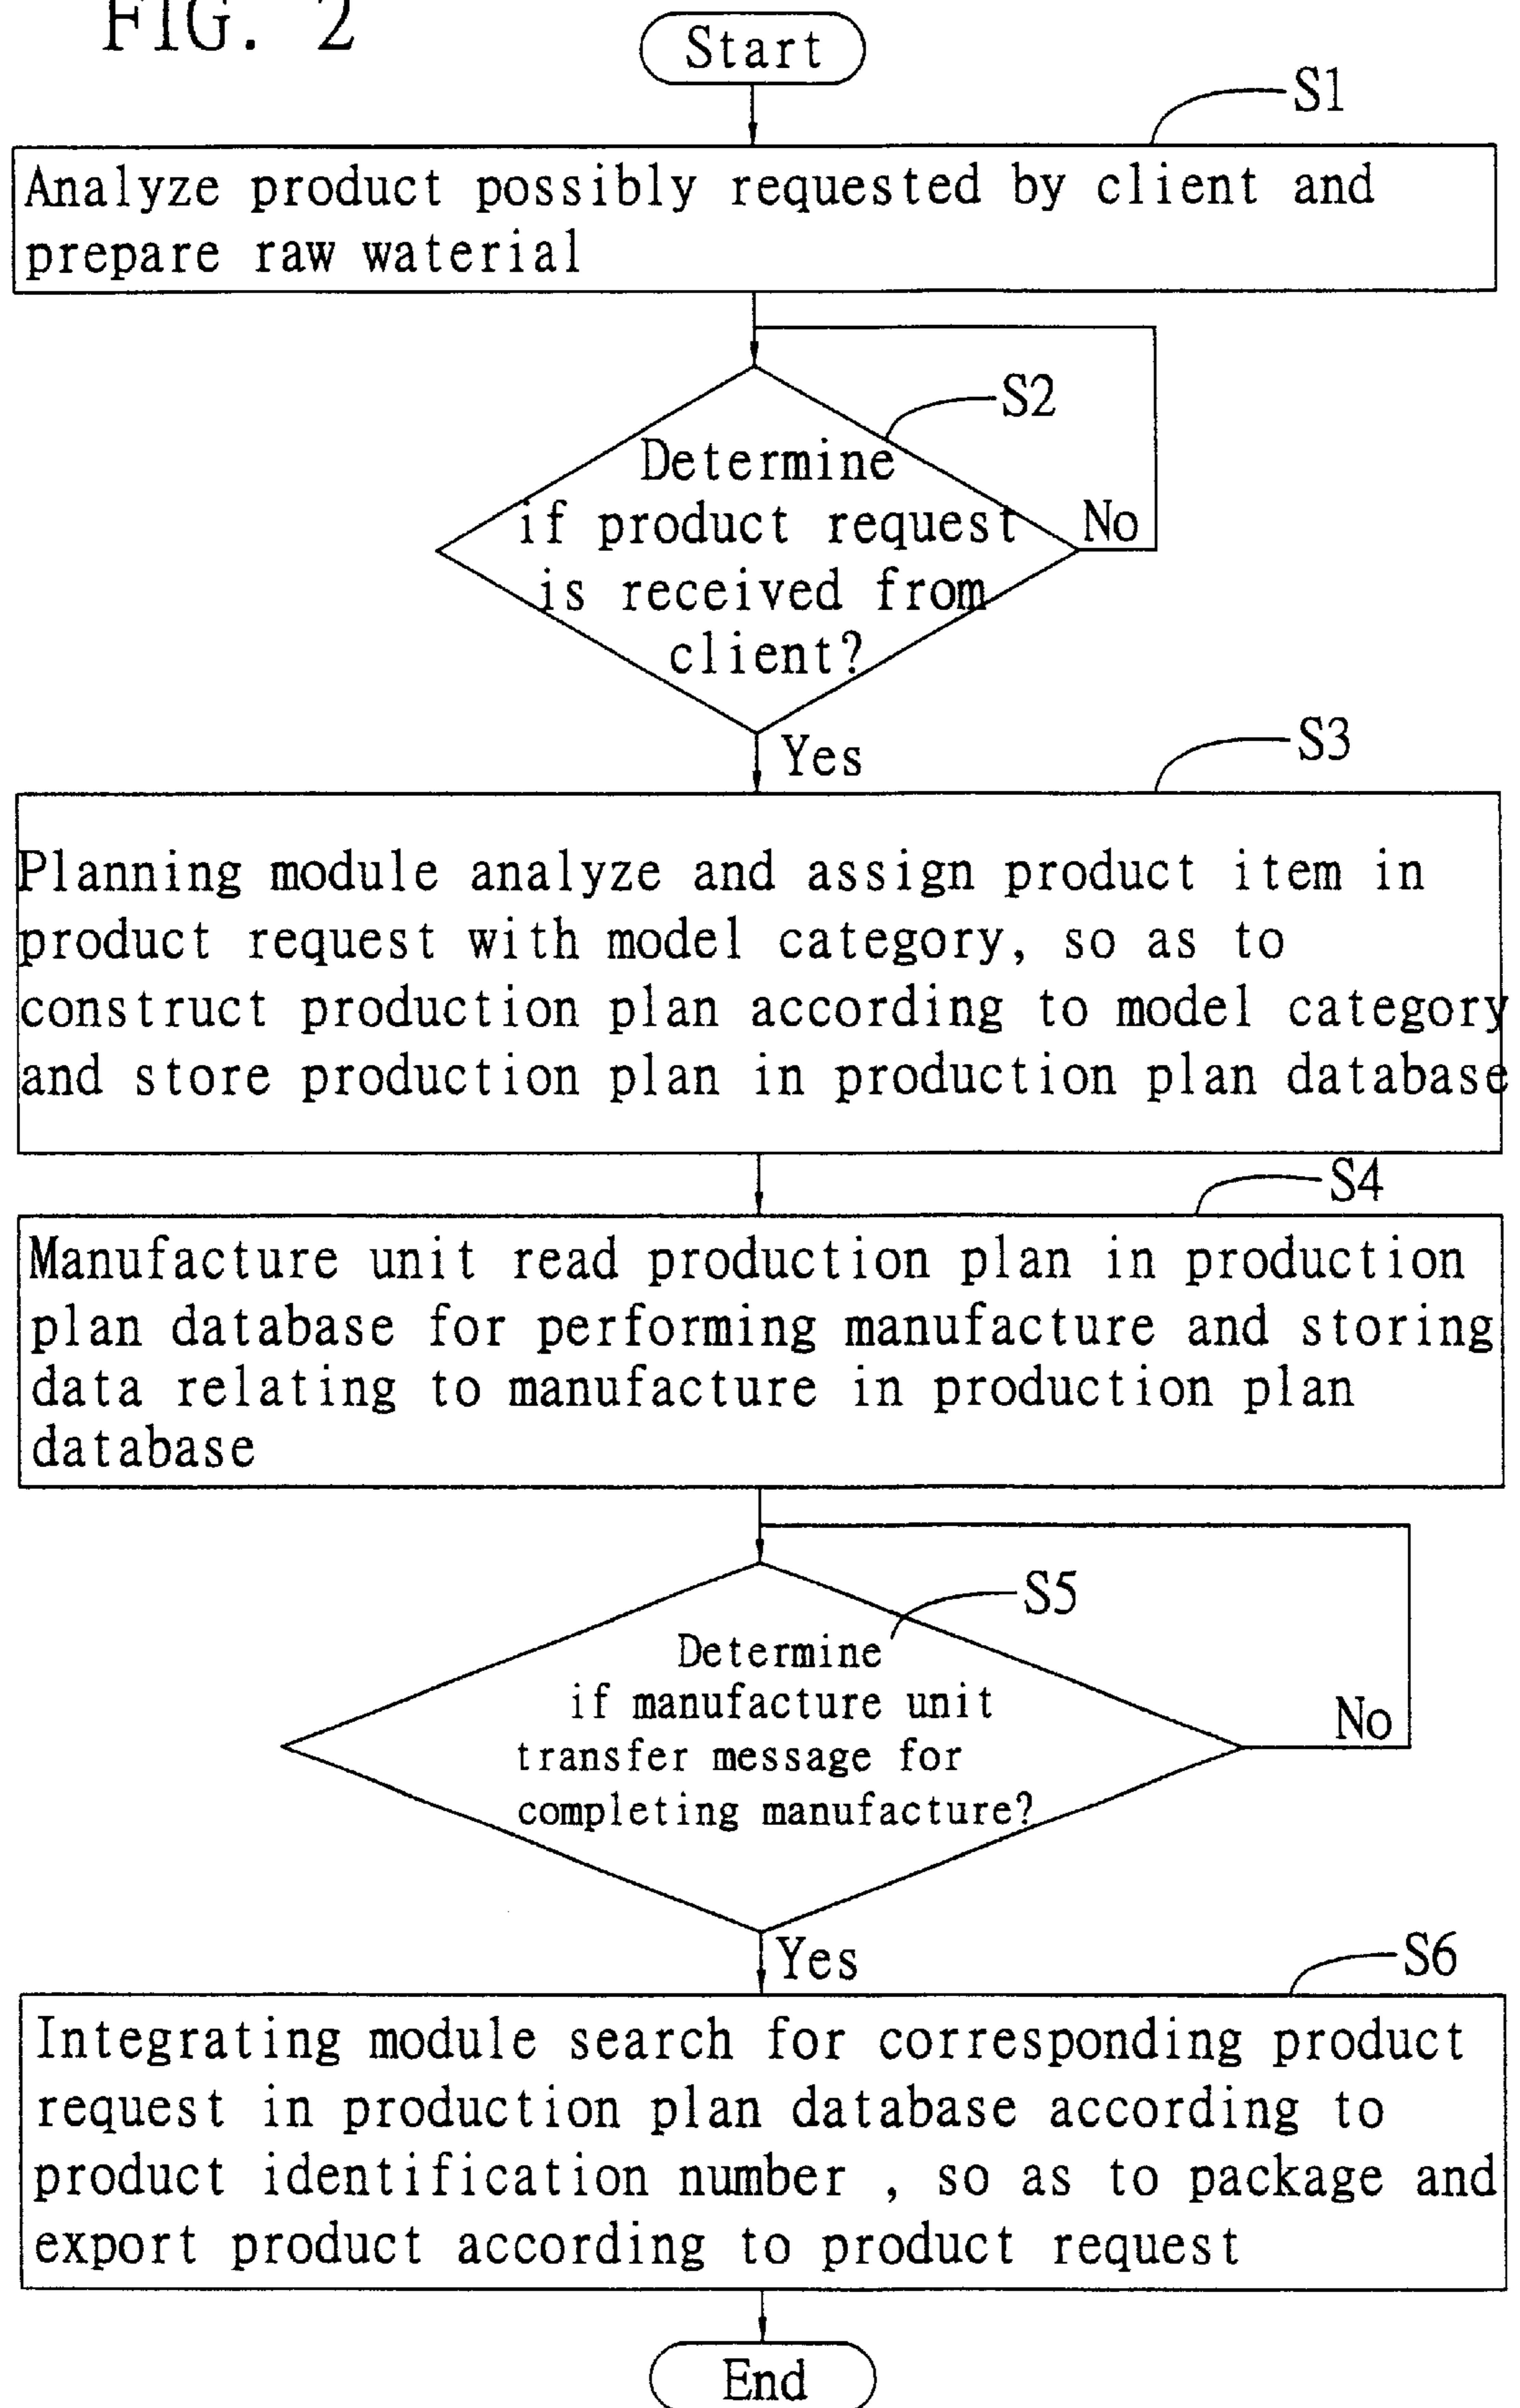 FIG. 2
Start
S1
Analyze product possibly requested by client and
prepare raw waterial
S2
Determine
if product request
is received from
client?
No
Yes
S3
Planning module analyze and assign product item in
product request with model category, so as to
construct production plan according to model category
and store production plan in production plan database
S4
Manufacture unit read production plan in production
plan database for performing manufacture and storing
data relating to manufacture in production plan
database
S5
Determine
if manufacture unit
transfer message for
completing manufacture?
No
Yes
S6
Integrating module search for corresponding product
request in production plan database according to
product identification number , so as to package and
export product according to product request
End